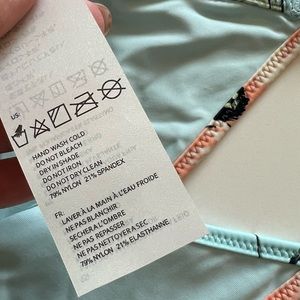 US:
HAND WASH COLD
DO NOT BLEACH
DRY IN SHADE
DO NOT IRON
DO NOT DRY CLEAN
79% NYLON 21% SPANDEX
FR:
LAVER À LA MAIN À L'EAU FROIDE
NE PAS BLANCHIR
SECHER A L'OMBRE
NE PAS REPASSER
NE PAS NETTOYER A SEC
79% NYLON 21% ELASTHANNE